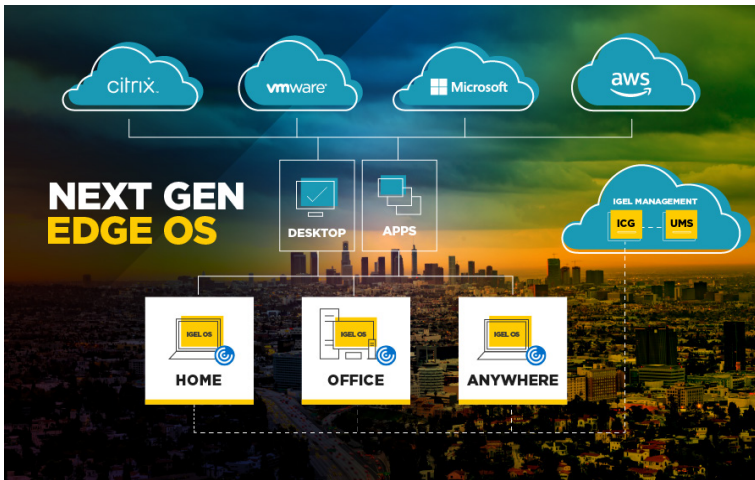 citrix
vmware
Microsoft
aws
NEXT GEN
EDGE OS
DESKTOP
APPS
IGEL MANAGEMENT
ICG
UMS
IGEL OS
HOME
IGEL OS
OFFICE
IGEL OS
ANYWHERE